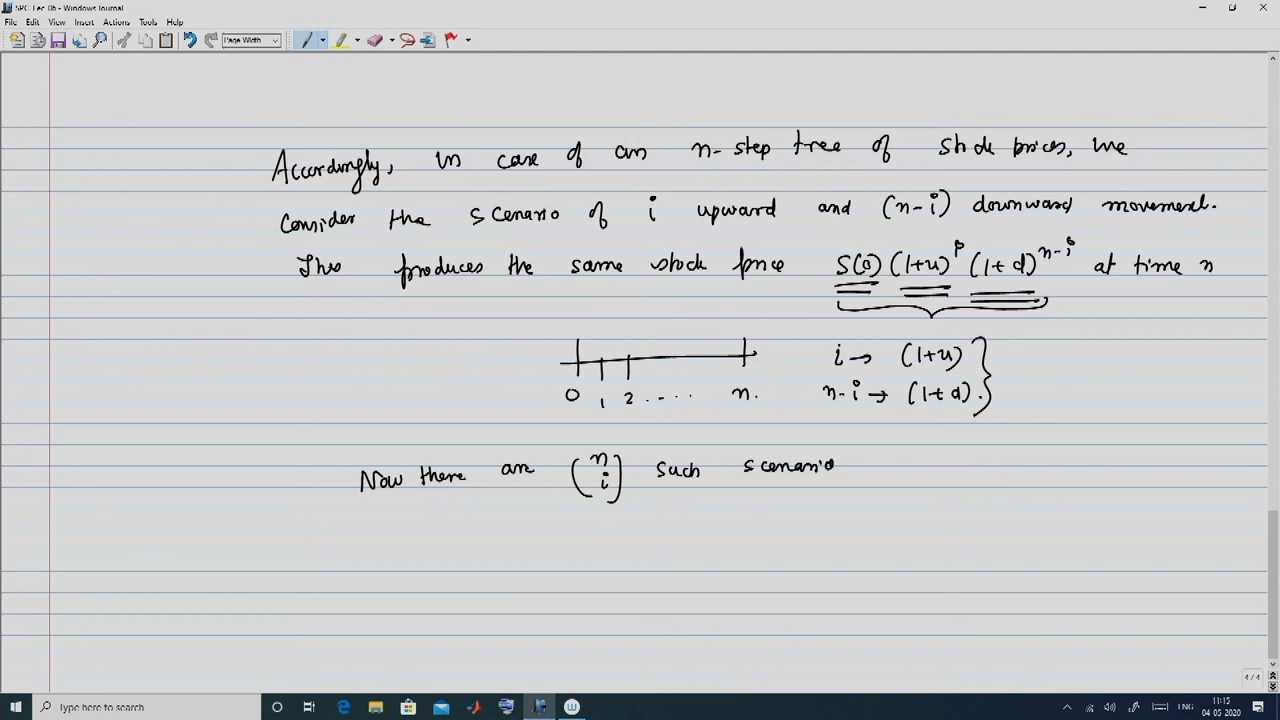 SPC Lec 06 - Windows Journal
File Edit View Insert Actions Tools Help
Page Width
Accordingly, in case of an n-step tree of stock prices, we
consider the scenario of i upward and (n-i) downward movement.
This produces the same stock price S(0) (1+u)^i (1+d)^{n-i} at time n
i → (1+u)
0 1 2 ..... n. n-i → (1+d).
Now there are (n i) such scenario
4/4
Type here to search
ENG
11:15
04-05-2020